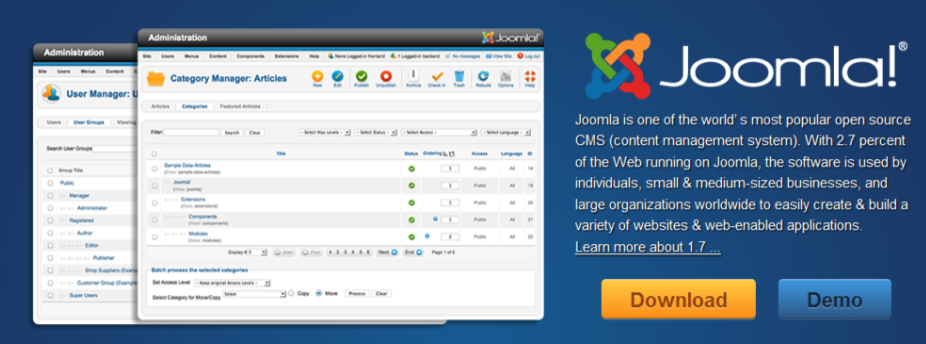 Administration
Site Users Menus Content
User Manager: U
Users User Groups Viewing
Search User Groups
Group Title
Public
Manager
Administrator
Registered
Author
Editor
Publisher
Shop Suppliers (Examp
Customer Group (Example
Super Users
Administration Joomla!
Site Users Menus Content Components Extensions Help None Logged-in frontend 1 Logged-in backend No messages View Site Log out
Category Manager: Articles
New Edit Publish Unpublish Archive Check In Trash Rebuild Options Help
Articles Categories Featured Articles
Filter: Search Clear - Select Max Levels - - Select Status - - Select Access - - Select Language -
Title Status Ordering Access Language ID
Sample Data-Articles 1 Public All 14
(Alias: sample-data-articles)
Joomla! 1 Public All 19
(Alias: joomla)
Extensions 1 Public All 20
(Alias: extensions)
Components 1 Public All 21
(Alias: components)
Modules 2 Public All 22
(Alias: modules)
Display # 5 Start Prev 1 2 3 4 5 6 Next End Page 1 of 6
Batch process the selected categories
Set Access Level - Keep original Access Levels -
Select Category for Move/Copy Select Copy Move Process Clear
Joomla!®
Joomla is one of the world's most popular open source
CMS (content management system). With 2.7 percent
of the Web running on Joomla, the software is used by
individuals, small & medium-sized businesses, and
large organizations worldwide to easily create & build a
variety of websites & web-enabled applications.
Learn more about 1.7 ...
Download Demo